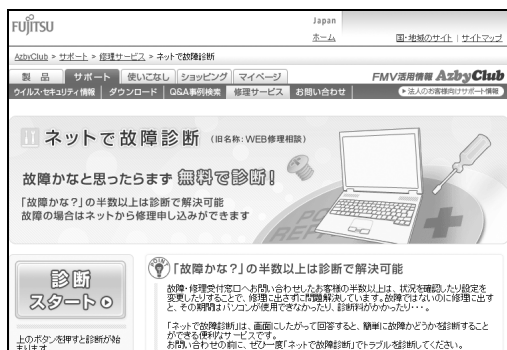 FUJITSU
Japan
ホーム
国・地域のサイト | サイトマップ
AzbyClub > サポート > 修理サービス > ネットで故障診断
製 品 サポート 使いこなし ショッピング マイページ
FMV活用情報 AzbyClub
ウイルス・セキュリティ情報 ダウンロード Q&A事例検索 修理サービス お問い合わせ
法人のお客様向けサポート情報
ネットで故障診断 (旧名称:WEB修理相談)
故障かなと思ったらまず 無料で診断!
「故障かな?」の半数以上は診断で解決可能
故障の場合はネットから修理申し込みができます
PC
REPAIR
診断
スタート
上のボタンを押すと診断が始
まります
POINT
「故障かな?」の半数以上は診断で解決可能
故障・修理受付窓口へお問い合わせしたお客様の半数以上は、状況を確認したり設定を
変更したりすることで、修理に出さずに問題解決しています。故障ではないのに修理に出す
と、その期間はパソコンが使用できなかったり、診断料がかかったり・・・。
「ネットで故障診断」は、画面にしたがって回答すると、簡単に故障かどうかを診断すること
ができる便利なサービスです。
お問い合わせの前に、ぜひ一度「ネットで故障診断」でトラブルを診断してください。